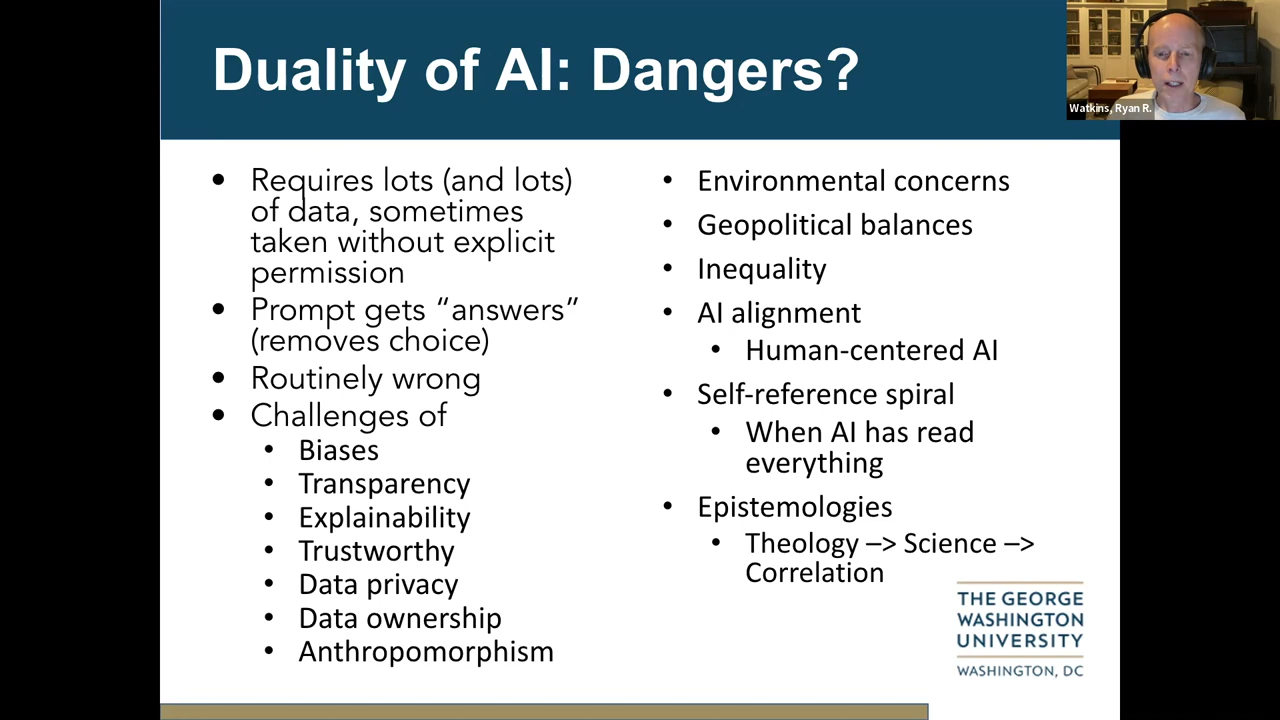 Duality of AI: Dangers?
Watkins, Ryan R.
• Requires lots (and lots)
of data, sometimes
taken without explicit
permission
• Prompt gets “answers”
(removes choice)
• Routinely wrong
• Challenges of
• Biases
• Transparency
• Explainability
• Trustworthy
• Data privacy
• Data ownership
• Anthropomorphism
• Environmental concerns
• Geopolitical balances
• Inequality
• AI alignment
• Human-centered AI
• Self-reference spiral
• When AI has read
everything
• Epistemologies
• Theology –> Science –>
Correlation
THE GEORGE
WASHINGTON
UNIVERSITY
WASHINGTON, DC